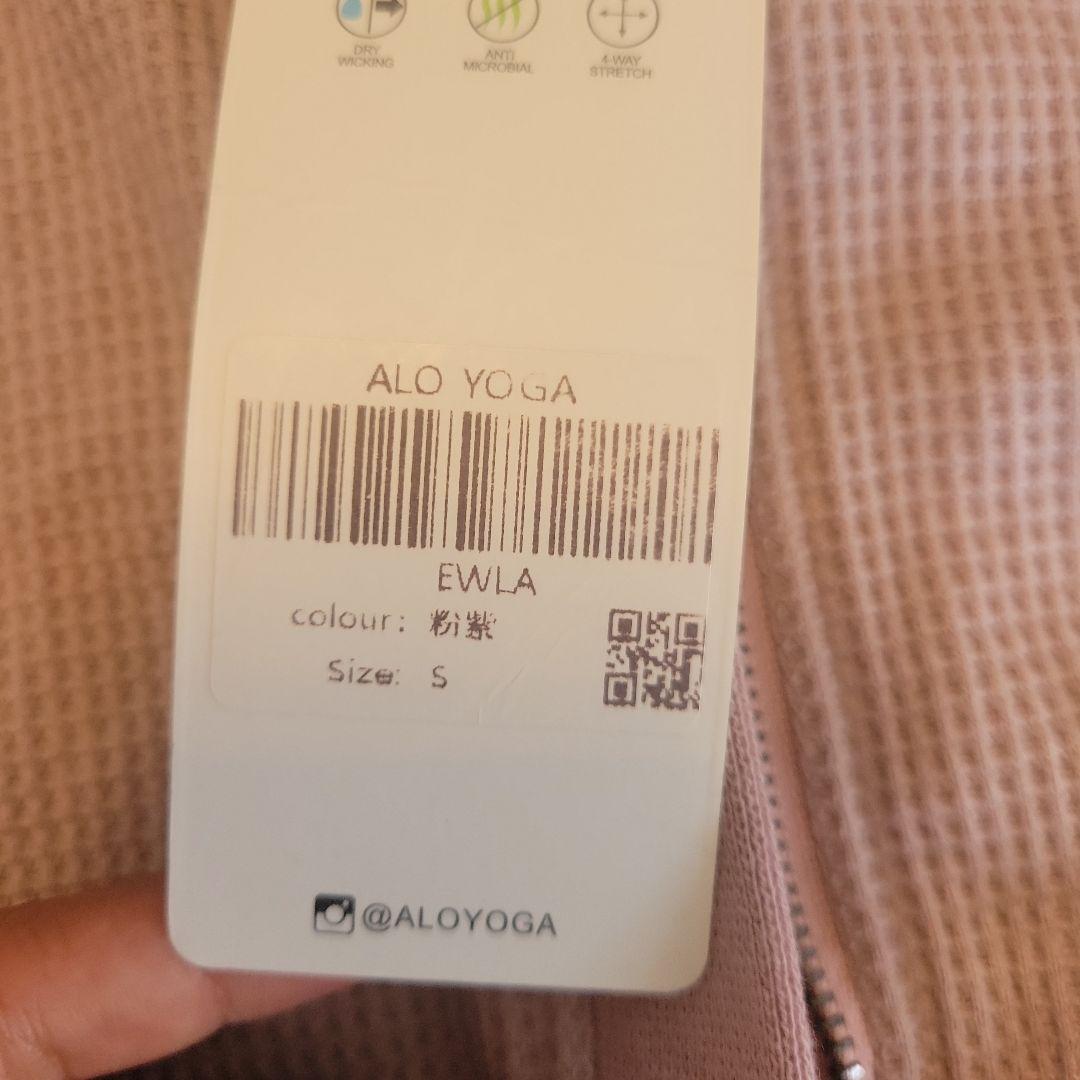 DRY
WICKING
ANTI
MICROBIAL
4-WAY
STRETCH
ALO YOGA
EWLA
colour: 粉紫
Size: S
@ALOYOGA